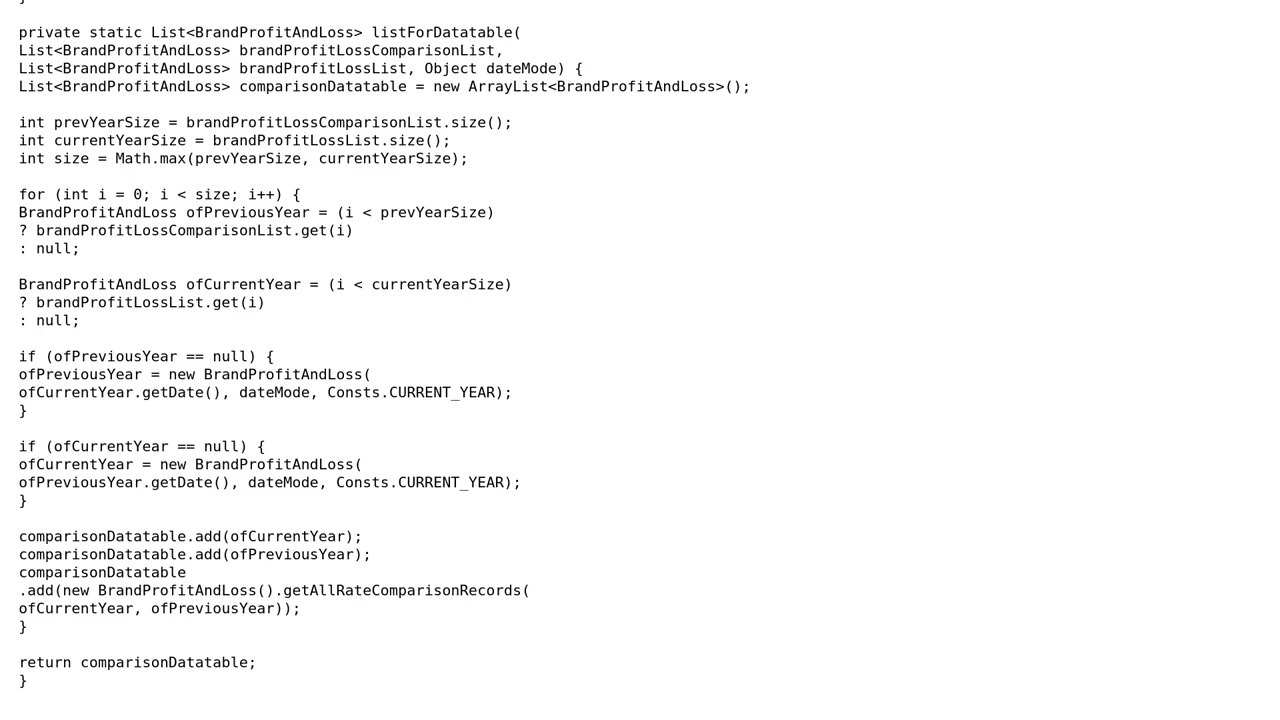 }
private static List<BrandProfitAndLoss> listForDatatable(
List<BrandProfitAndLoss> brandProfitLossComparisonList,
List<BrandProfitAndLoss> brandProfitLossList, Object dateMode) {
List<BrandProfitAndLoss> comparisonDatatable = new ArrayList<BrandProfitAndLoss>();
int prevYearSize = brandProfitLossComparisonList.size();
int currentYearSize = brandProfitLossList.size();
int size = Math.max(prevYearSize, currentYearSize);
for (int i = 0; i < size; i++) {
BrandProfitAndLoss ofPreviousYear = (i < prevYearSize)
? brandProfitLossComparisonList.get(i)
: null;
BrandProfitAndLoss ofCurrentYear = (i < currentYearSize)
? brandProfitLossList.get(i)
: null;
if (ofPreviousYear == null) {
ofPreviousYear = new BrandProfitAndLoss(
ofCurrentYear.getDate(), dateMode, Consts.CURRENT_YEAR);
}
if (ofCurrentYear == null) {
ofCurrentYear = new BrandProfitAndLoss(
ofPreviousYear.getDate(), dateMode, Consts.CURRENT_YEAR);
}
comparisonDatatable.add(ofCurrentYear);
comparisonDatatable.add(ofPreviousYear);
comparisonDatatable
.add(new BrandProfitAndLoss().getAllRateComparisonRecords(
ofCurrentYear, ofPreviousYear));
}
return comparisonDatatable;
}